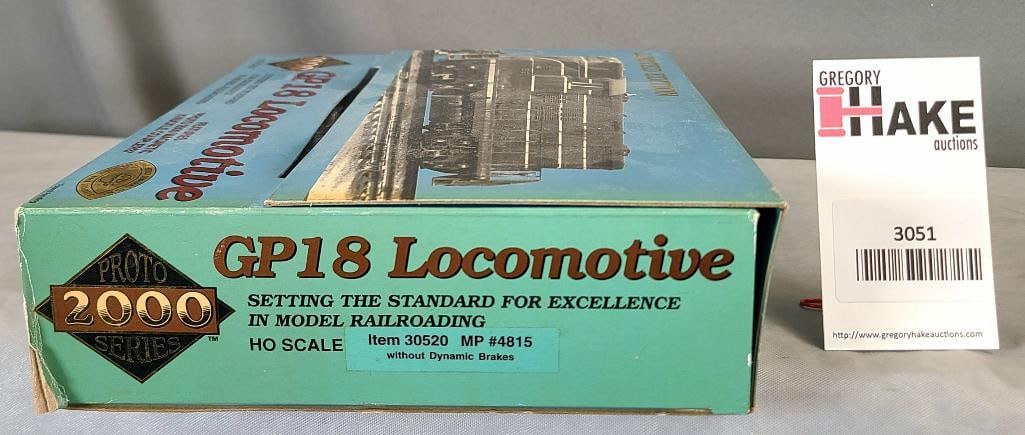 GP18 Locomotive
PROTO
2000
SERIES
™
GP18 Locomotive
SETTING THE STANDARD FOR EXCELLENCE
IN MODEL RAILROADING
HO SCALE
Item 30520 MP #4815
without Dynamic Brakes
GREGORY
HAKE
auctions
3051
http://www.gregoryhakeauctions.com/